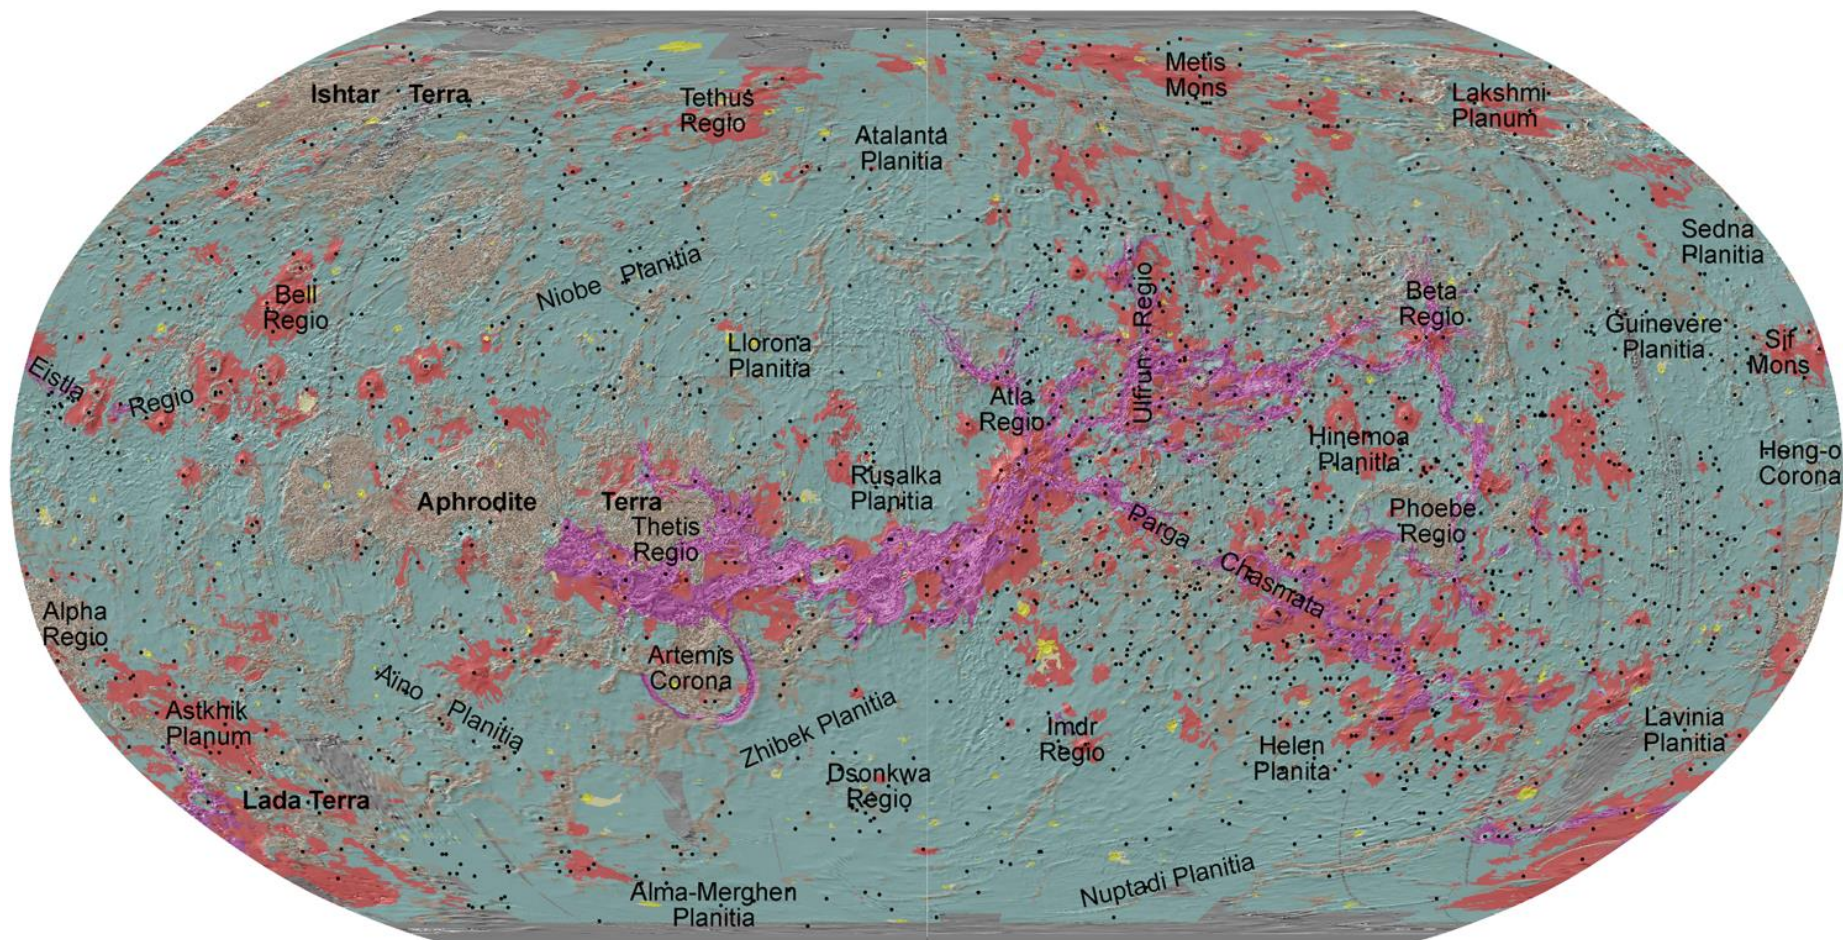 Ishtar Terra
Tethus
Regio
Metis
Mons
Lakshmi
Planum
Atalanta
Planitia
Sedna
Planitia
Niobe Planitia
Bell
Regio
Ulfrun Regio
Beta
Regio
Guinevere
Planitia
Sif
Mons
Llorona
Planitia
Eistla Regio
Atla
Regio
Hinemoa
Planitia
Heng-o
Corona
Rusalka
Planitia
Aphrodite Terra
Thetis
Regio
Phoebe
Regio
Parga Chasmata
Alpha
Regio
Artemis
Corona
Aino Planitia
Astkhik
Planum
Zhibek Planitia
Imdr
Regio
Helen
Planita
Lavinia
Planitia
Dsonkwa
Regio
Lada Terra
Alma-Merghen
Planitia
Nuptadi Planitia